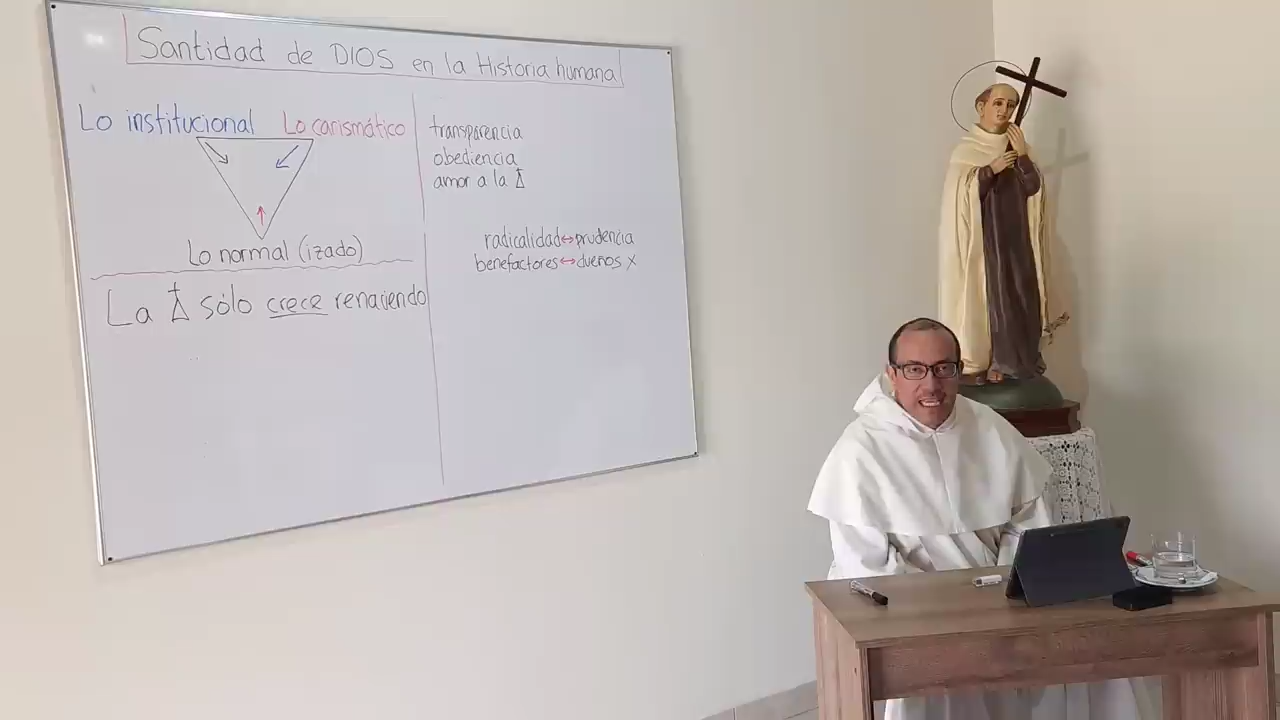 Santidad de DIOS en la Historia humana
Lo institucional
Lo carismático
Lo normal (izado)
La sólo crece renaciendo
transparencia
obediencia
amor a la
radicalidad↔prudencia
benefactores↔dueños x